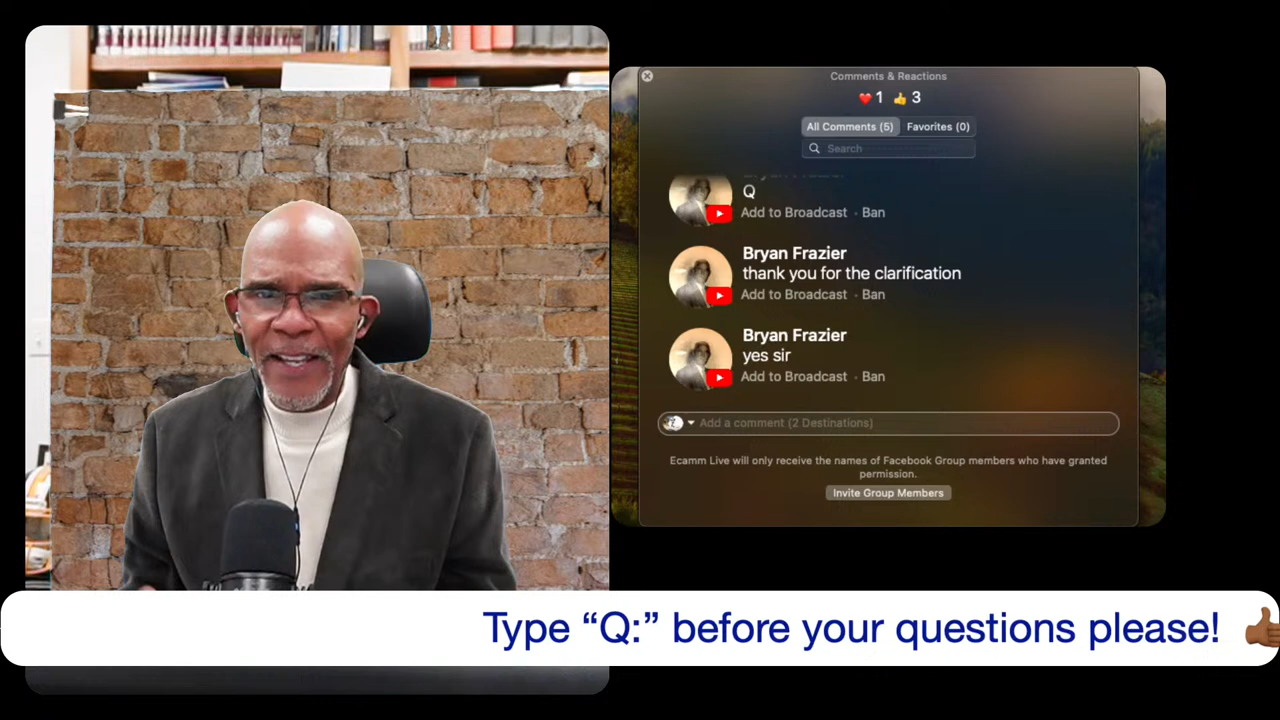 Comments & Reactions
❤️ 1 👍 3
All Comments (5) Favorites (0)
Search
Bryan Frazier
Q
Add to Broadcast · Ban
Bryan Frazier
thank you for the clarification
Add to Broadcast · Ban
Bryan Frazier
yes sir
Add to Broadcast · Ban
Add a comment (2 Destinations)
Ecamm Live will only receive the names of Facebook Group members who have granted
permission.
Invite Group Members
Type “Q:” before your questions please! 👍🏾